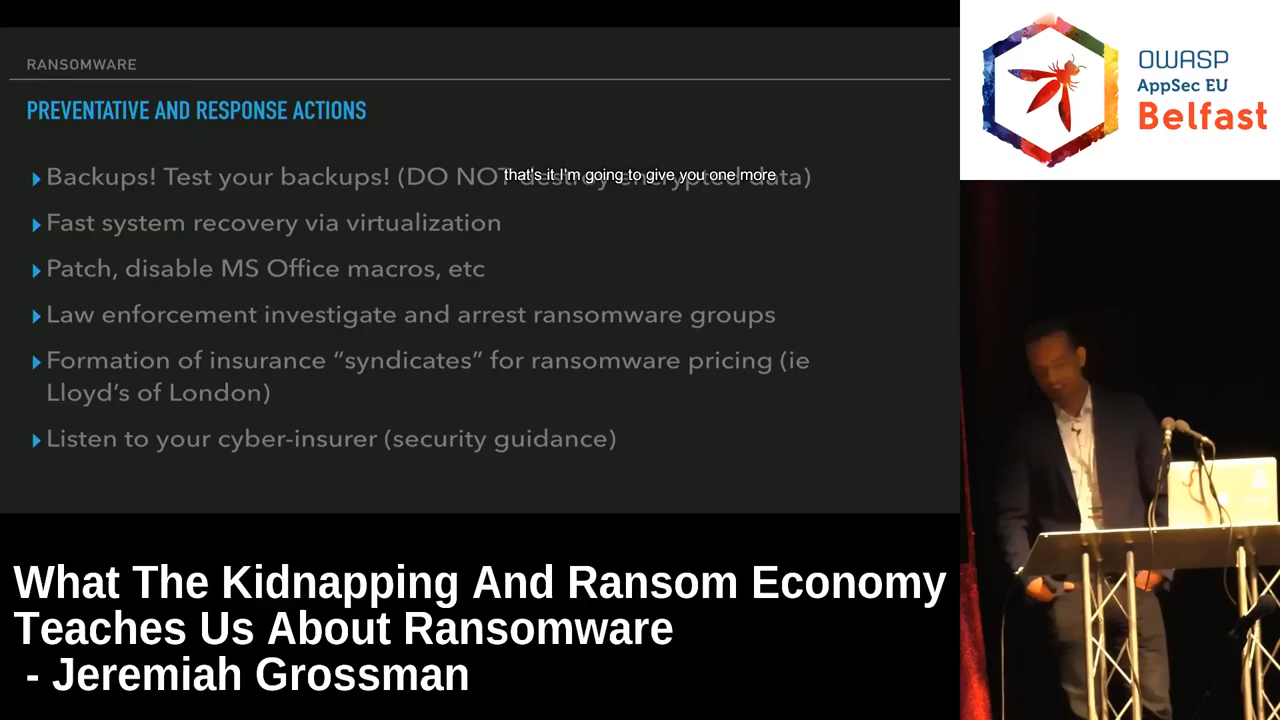 RANSOMWARE
PREVENTATIVE AND RESPONSE ACTIONS
Backups! Test your backups! (DO NOT destroy encrypted data)
that's it I'm going to give you one more
Fast system recovery via virtualization
Patch, disable MS Office macros, etc
Law enforcement investigate and arrest ransomware groups
Formation of insurance “syndicates” for ransomware pricing (ie
Lloyd’s of London)
Listen to your cyber-insurer (security guidance)
OWASP
AppSec EU
Belfast
What The Kidnapping And Ransom Economy
Teaches Us About Ransomware
- Jeremiah Grossman